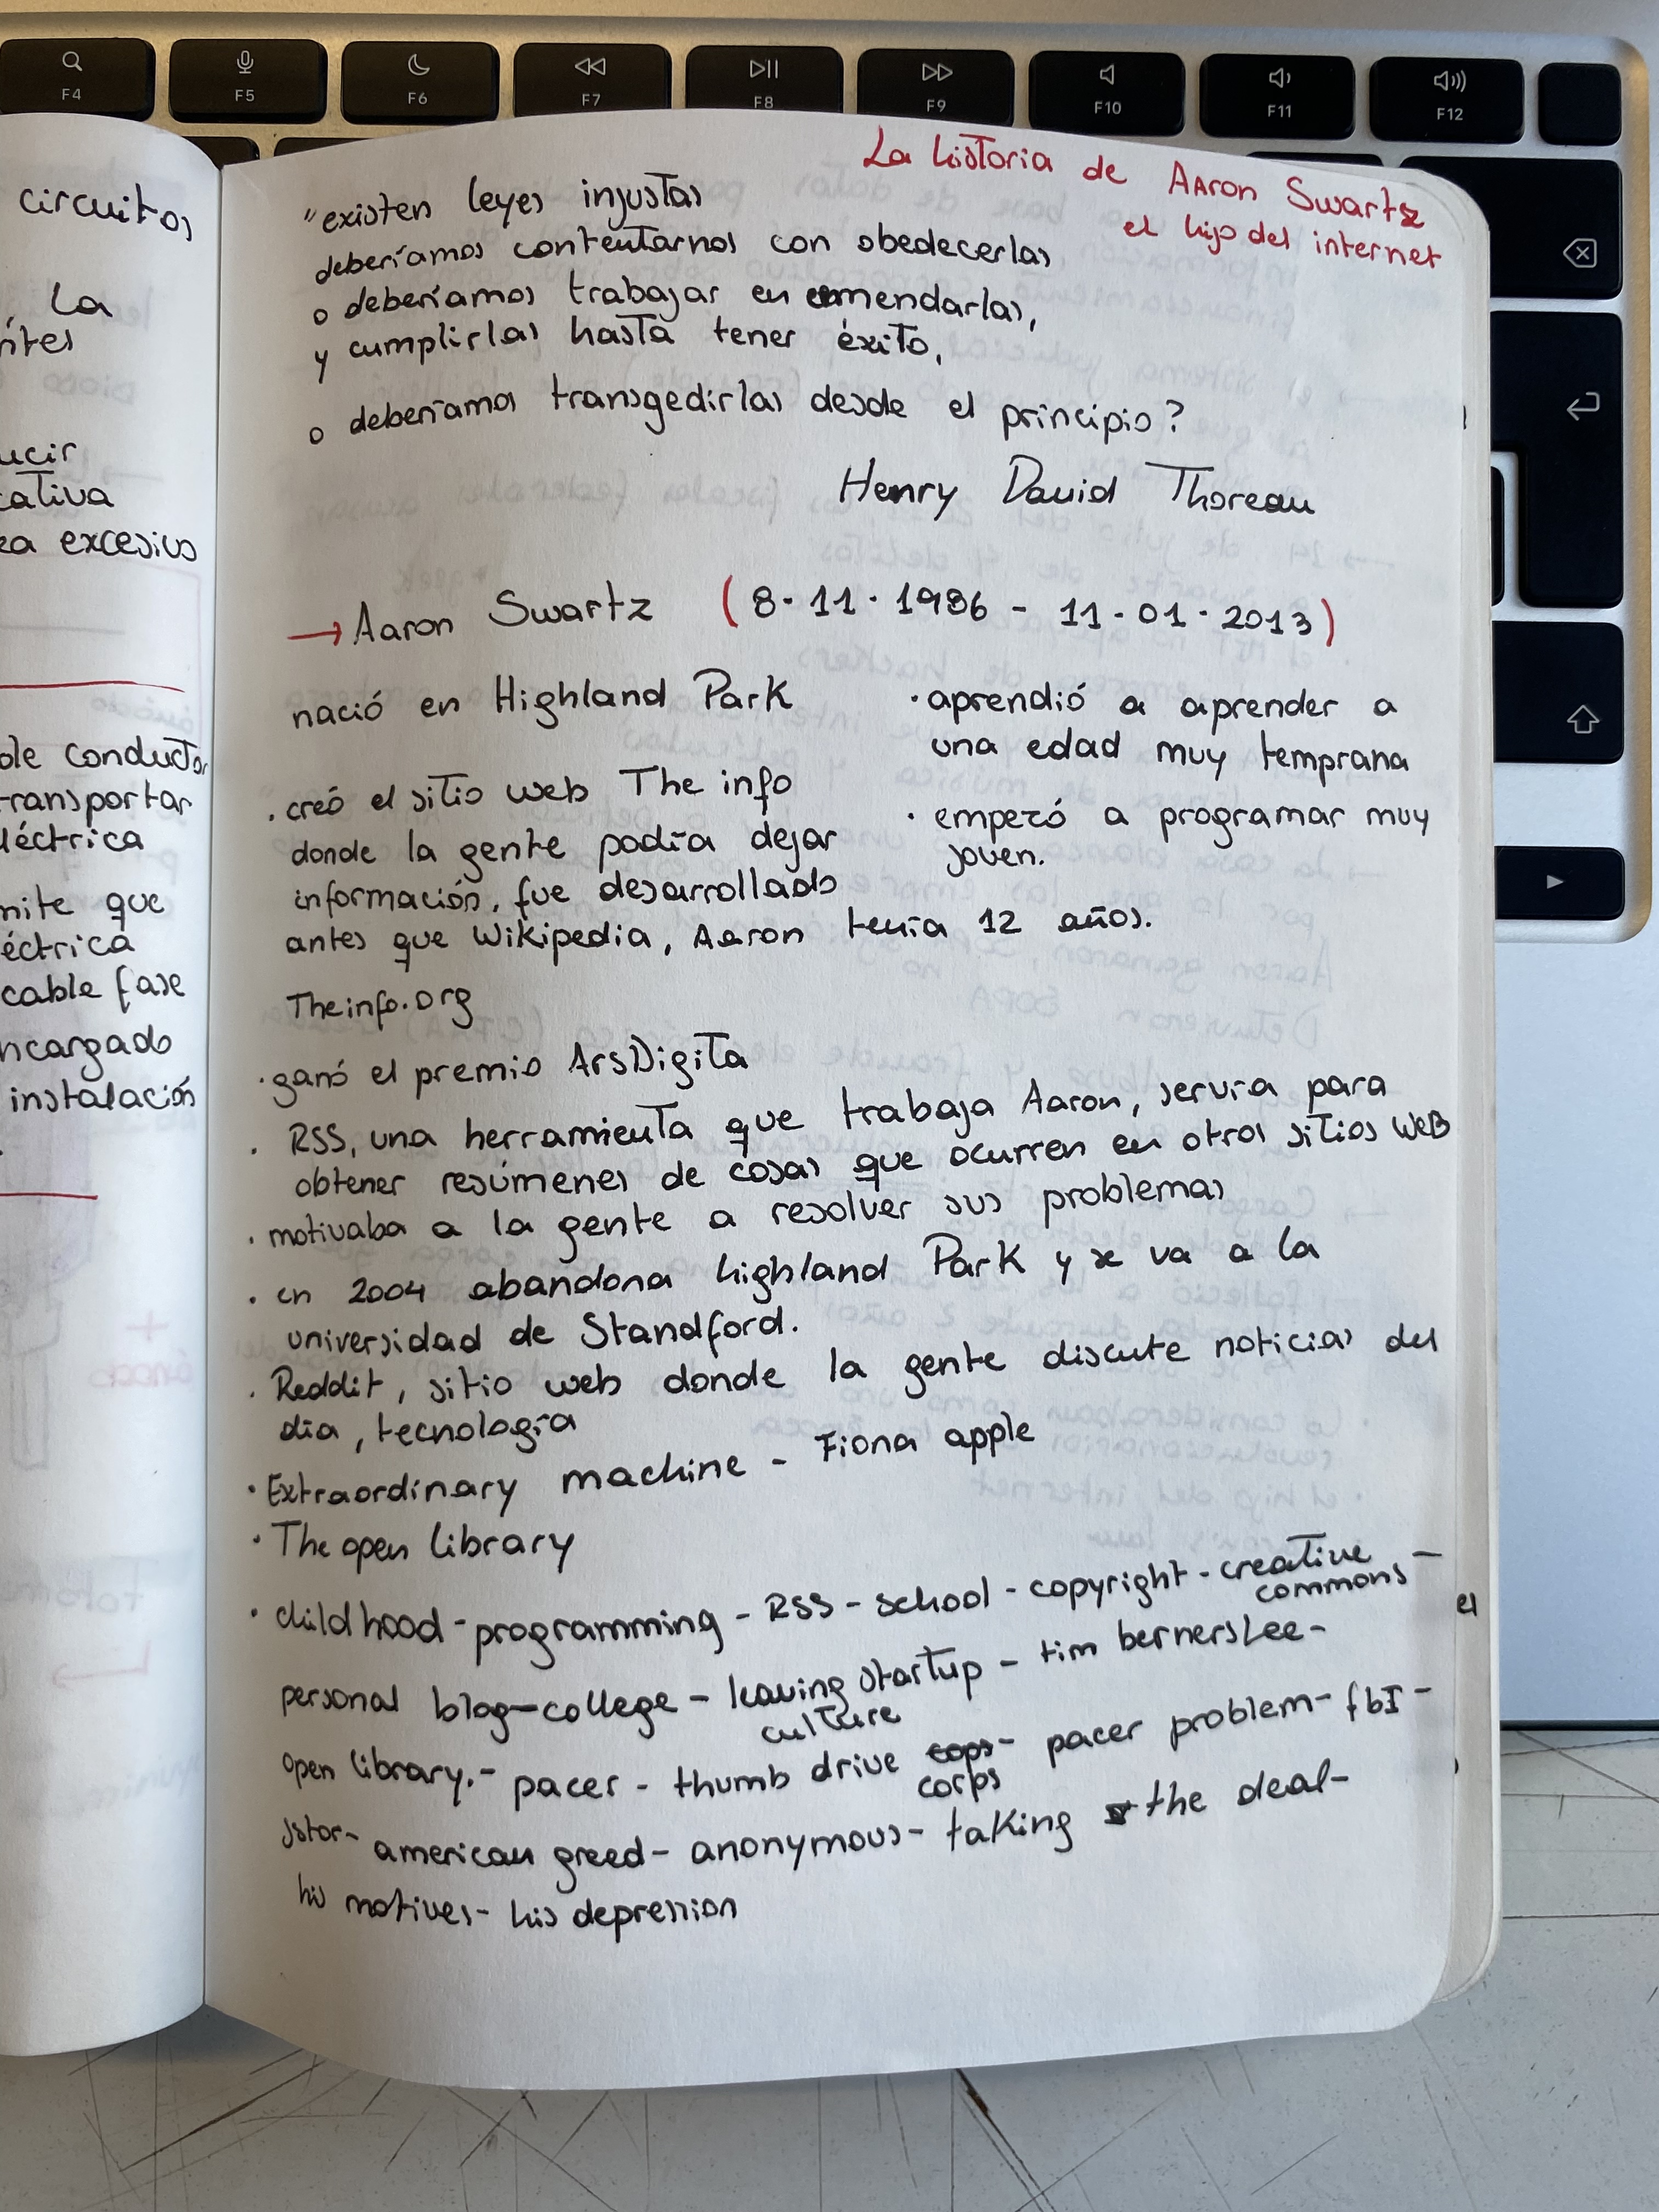 F4
F5
F6
F7
F8
F9
F10
F11
F12
circuitos
, La
ntes
ucir
cativa
ea excesivo
ole conductor
transportar
léctrica
mite que
éctrica
cable fase
ncargado
instalación
La historia de Aaron Swartz
el hijo del internet
"existen leyes injustas
deberíamos contentarnos con obedecerlas
o deberíamos trabajar en enmendarlas,
y cumplirlas hasta tener éxito,
o deberíamos transgedirlas desde el principio?
Henry David Thoreau
→ Aaron Swartz (8·11·1986 - 11-01·2013)
nació en Highland Park
· aprendió a aprender a
una edad muy temprana
· empezó a programar muy
joven.
· creó el sitio web The info
donde la gente podía dejar
información, fue desarrollado
antes que Wikipedia, Aaron tenía 12 años.
Theinfo.org
· ganó el premio ArsDigita
· RSS, una herramienta que trabaja Aaron, servía para
obtener resúmenes de cosas que ocurren en otros sitios WEB
· motivaba a la gente a resolver sus problemas
· en 2004 abandona highland Park y se va a la
universidad de Standford.
· Reddit, sitio web donde la gente discute noticias del
día, tecnología
· Extraordinary machine - Fiona apple
· The open library
· childhood - programming - RSS - school - copyright - creative
commons -
personal blog - college - leaving startup - tim bernersLee -
culture
open library. - pacer - thumb drive cops - pacer problem - fbI -
corps
jstor - american greed - anonymous - taking the deal -
his motives - his depression
el